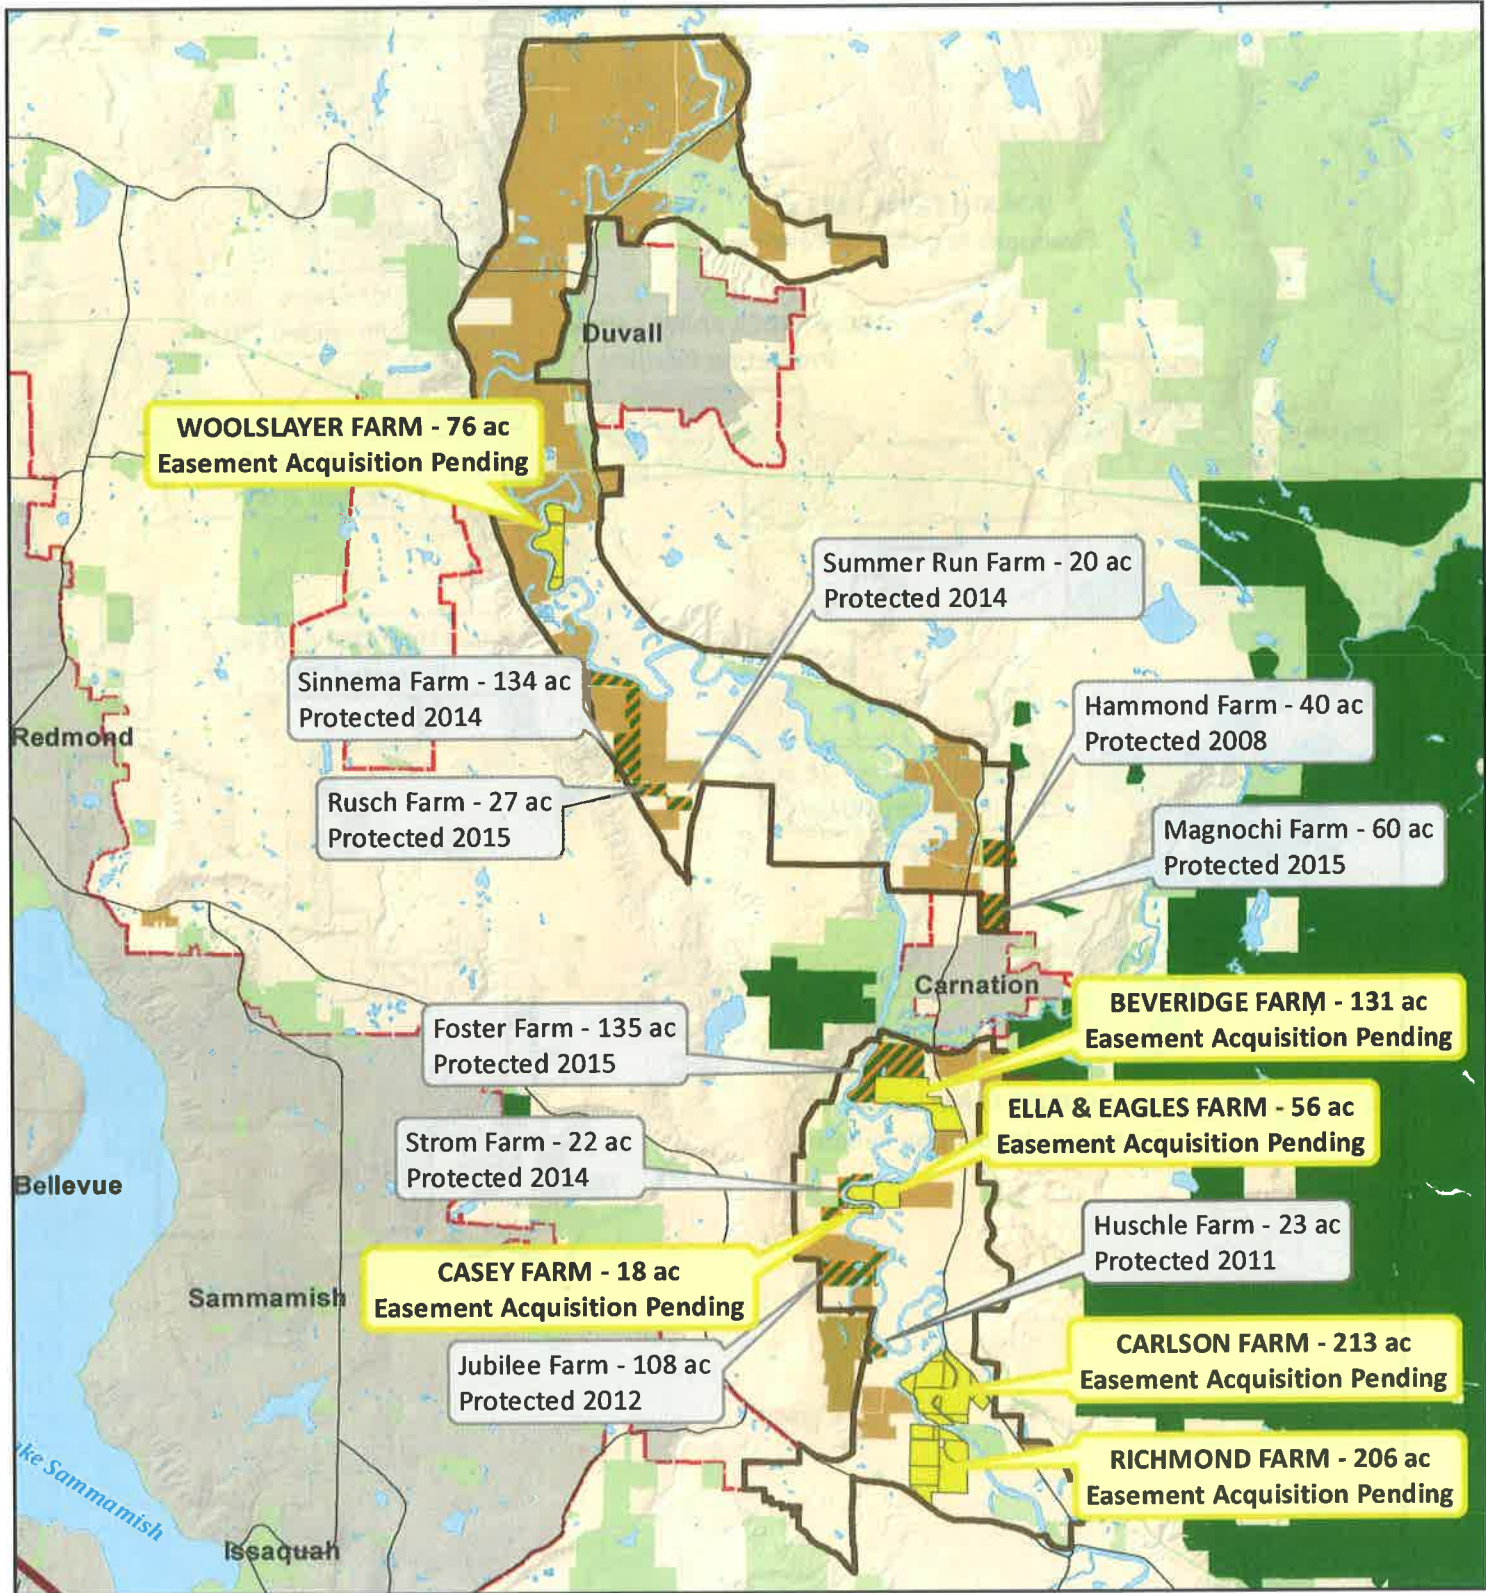 Duvall
WOOLSLAYER FARM - 76 ac
Easement Acquisition Pending
Summer Run Farm - 20 ac
Protected 2014
Sinnema Farm - 134 ac
Protected 2014
Hammond Farm - 40 ac
Protected 2008
Redmond
Rusch Farm - 27 ac
Protected 2015
Magnochi Farm - 60 ac
Protected 2015
Carnation
BEVERIDGE FARM - 131 ac
Easement Acquisition Pending
Foster Farm - 135 ac
Protected 2015
ELLA & EAGLES FARM - 56 ac
Easement Acquisition Pending
Strom Farm - 22 ac
Protected 2014
Bellevue
Huschle Farm - 23 ac
Protected 2011
CASEY FARM - 18 ac
Easement Acquisition Pending
Sammamish
CARLSON FARM - 213 ac
Easement Acquisition Pending
Jubilee Farm - 108 ac
Protected 2012
RICHMOND FARM - 206 ac
Easement Acquisition Pending
ke Sammamish
Issaquah